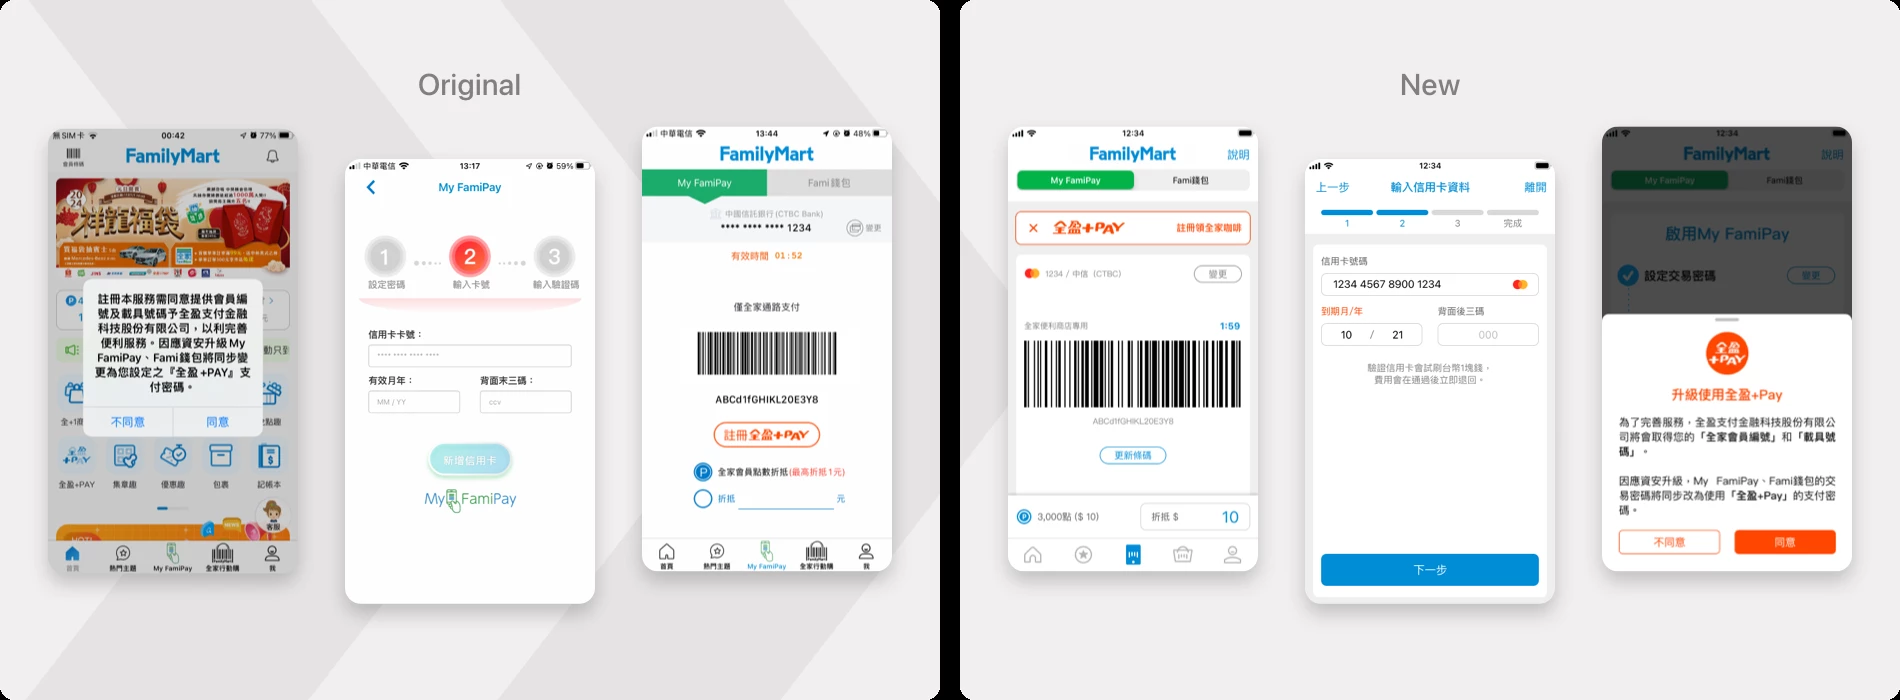 Original
無SIM卡
00:42
77%
會員條碼
FamilyMart
2024
祥龍福袋
註冊本服務需同意提供會員編
號及載具號碼予全盈支付金融
科技股份有限公司，以利完善
便利服務。因應資安升級 My
FamiPay、Fami錢包將同步變
更為您設定之『全盈 +PAY』支
付密碼。
不同意
同意
全盈+PAY
集章趣
優惠趣
包裹
記帳本
客服
NEW
HOT!
首頁
熱門主題
My FamiPay
全家行動購
我
中華電信
13:17
59%
My FamiPay
1
2
3
設定密碼
輸入卡號
輸入驗證碼
信用卡卡號：
**** **** **** ****
有效月年：
背面末三碼：
MM / YY
ccv
新增信用卡
My FamiPay
中華電信
13:44
48%
FamilyMart
My FamiPay
Fami錢包
中國信託銀行 (CTBC Bank)
•••• •••• •••• 1234
變更
有效時間 01 : 52
僅全家通路支付
ABCd1fGHIKL20E3Y8
註冊全盈+PAY
全家會員點數折抵(最高折抵1元)
折抵
元
首頁
熱門主題
My FamiPay
全家行動購
我
New
12:34
FamilyMart
說明
My FamiPay
Fami錢包
全盈+PAY
註冊領全家咖啡
1234 / 中信 (CTBC)
變更
全家便利商店專用
1:59
ABCd1fGHIKL20E3Y8
更新條碼
3,000點 ($ 10)
折抵 $
10
12:34
上一步
輸入信用卡資料
離開
1
2
3
完成
信用卡號碼
1234 4567 8900 1234
到期月/年
背面後三碼
10 / 21
000
驗證信用卡會試刷台幣1塊錢，
費用會在通過後立即退回。
下一步
12:34
FamilyMart
說明
My FamiPay
Fami錢包
啟用My FamiPay
設定交易密碼
變更
全盈+PAY
升級使用全盈+Pay
為了完善服務，全盈支付金融科技股份有限公
司將會取得您的「全家會員編號」和「載具號
碼」。
因應資安升級，My FamiPay、Fami錢包的交
易密碼將同步改為使用「全盈+Pay」的支付密
碼。
不同意
同意